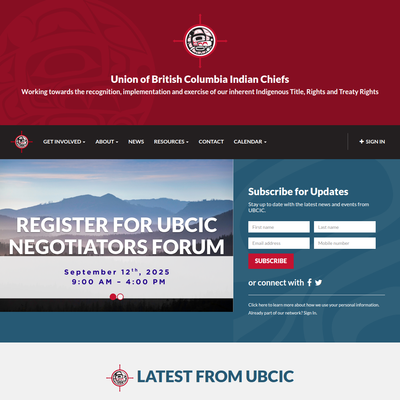 Union of British Columbia Indian Chiefs
Working towards the recognition, implementation and exercise of our inherent Indigenous Title, Rights and Treaty Rights
GET INVOLVED ABOUT NEWS RESOURCES CONTACT CALENDAR SIGN IN
REGISTER FOR UBCIC
NEGOTIATORS FORUM
September 12th, 2025
9:00 AM – 4:00 PM
Subscribe for Updates
Stay up to date with the latest news and events from
UBCIC.
First name Last name
Email address Mobile number
SUBSCRIBE
or connect with
Click here to learn more about how we use your personal information.
Already part of our network? Sign In.
LATEST FROM UBCIC